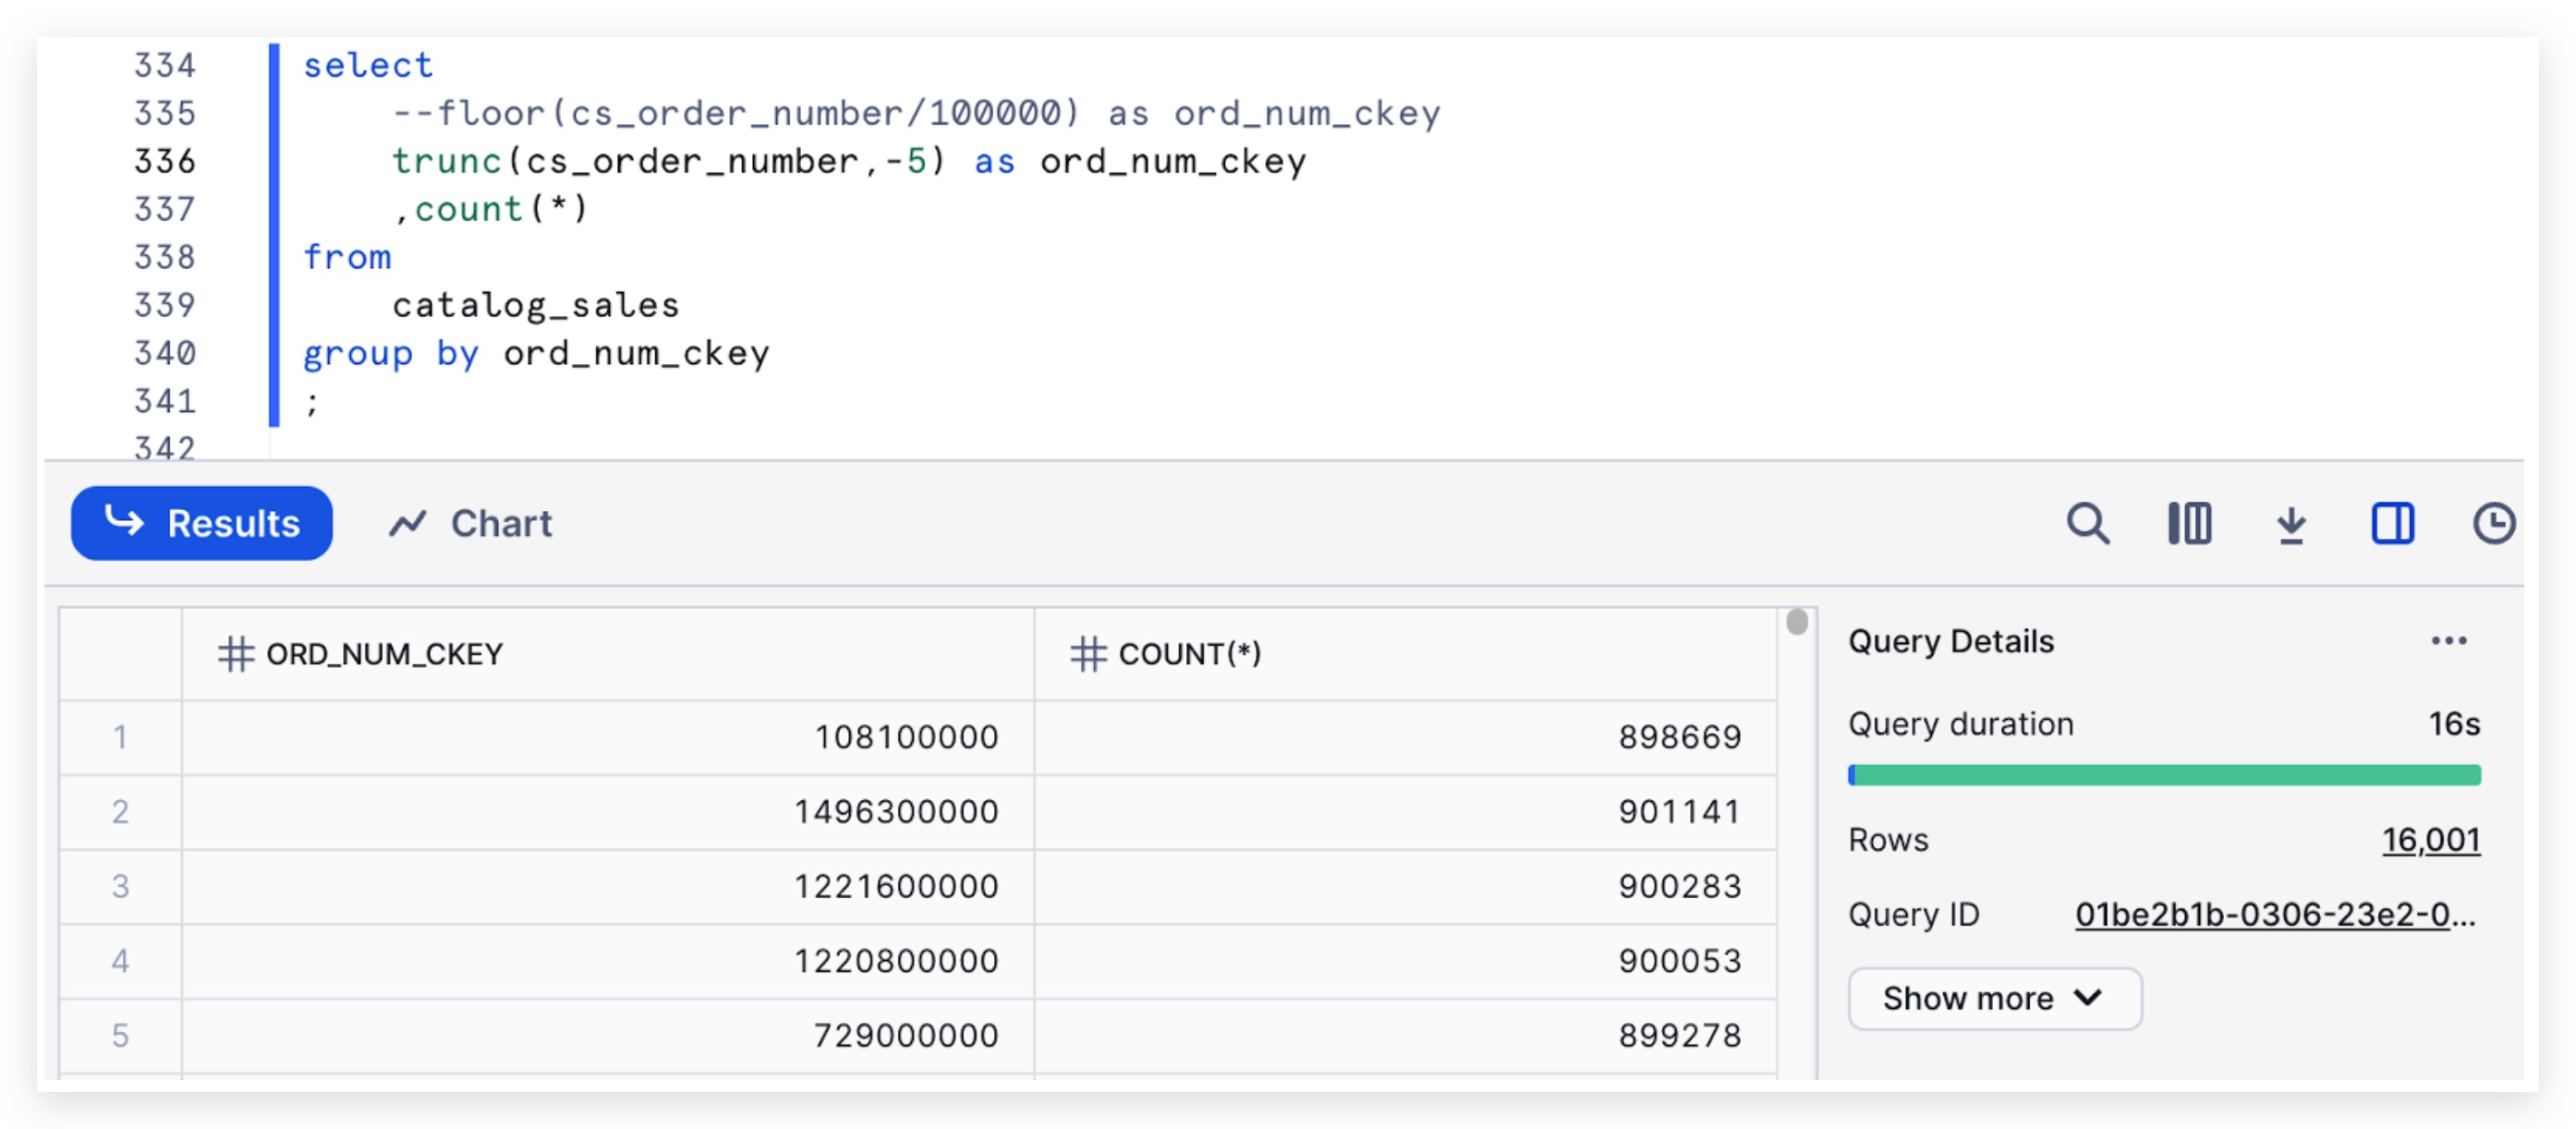 334 select
335 --floor(cs_order_number/100000) as ord_num_ckey
336 trunc(cs_order_number,-5) as ord_num_ckey
337 ,count(*)
338 from
339 catalog_sales
340 group by ord_num_ckey
341 ;
342
Results Chart
ORD_NUM_CKEY COUNT(*)
1 108100000 898669
2 1496300000 901141
3 1221600000 900283
4 1220800000 900053
5 729000000 899278
Query Details ...
Query duration 16s
Rows 16,001
Query ID 01be2b1b-0306-23e2-0...
Show more